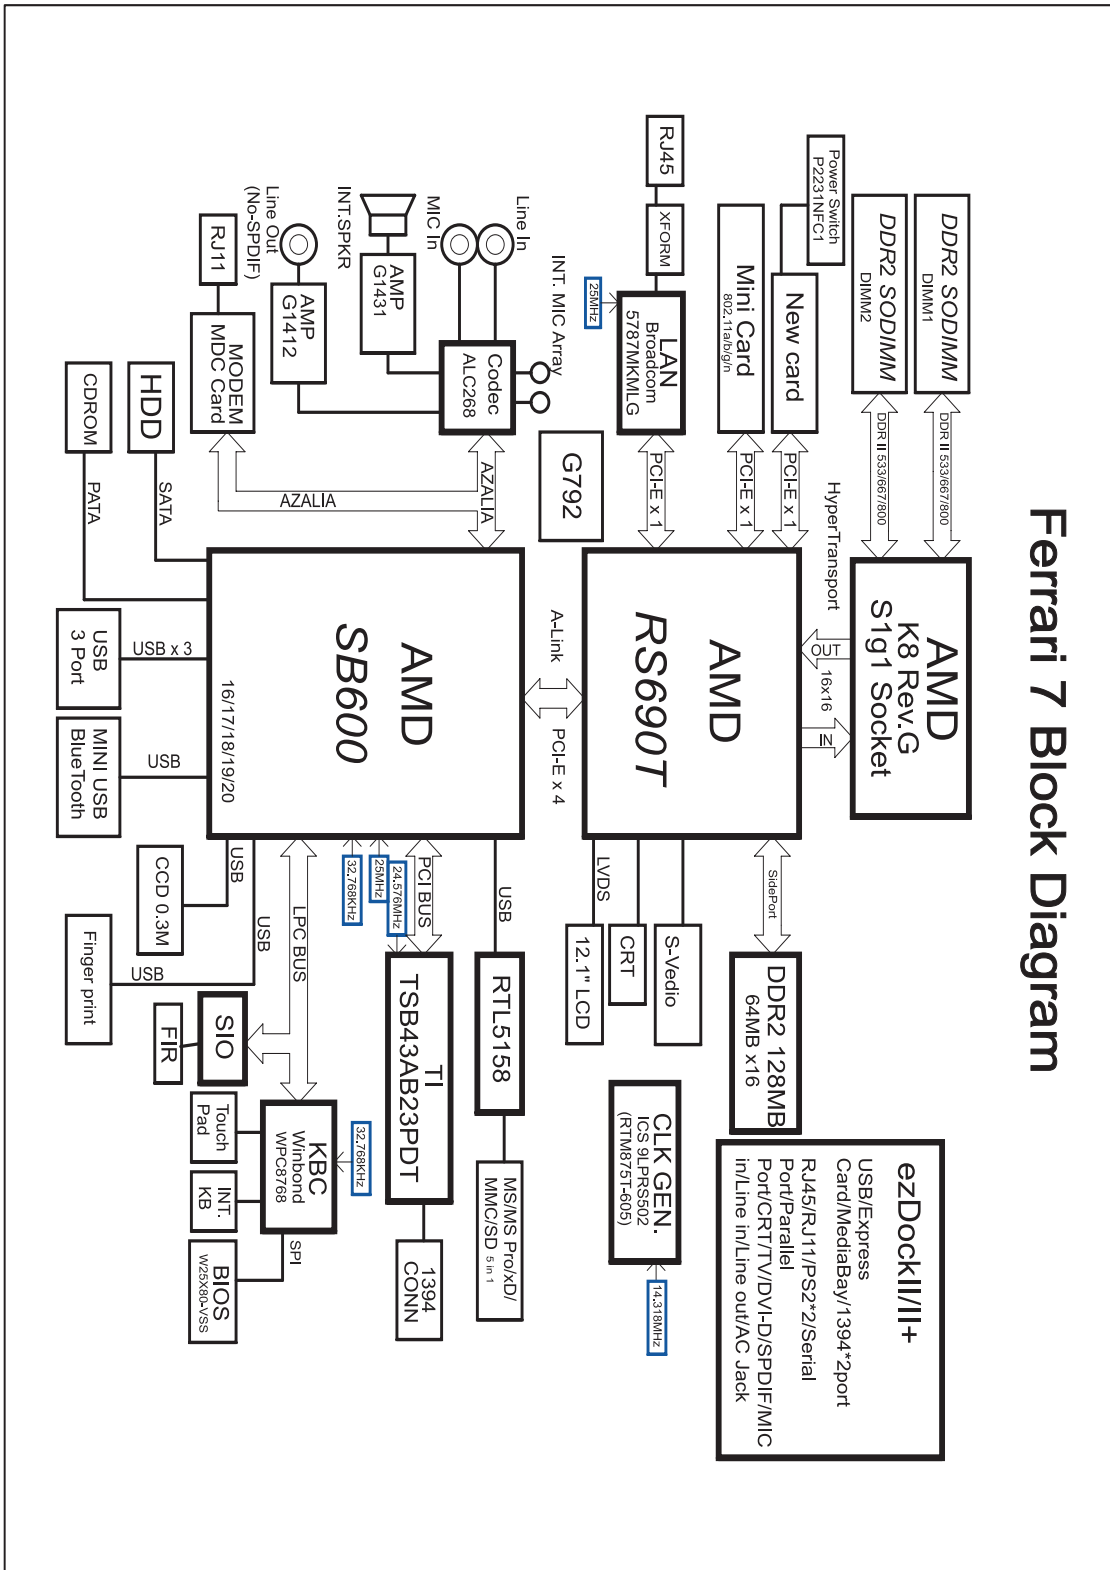 Ferrari 7 Block Diagram
DDR2 SODIMM
DIMM1
DDR II 533/667/800
DDR2 SODIMM
DIMM2
DDR II 533/667/800
AMD
K8 Rev.G
S1g1 Socket
ezDockII/II+
USB/Express
Card/MediaBay/1394*2port
RJ45/RJ11/PS2*2/Serial
Port/Parallel
Port/CRT/TV/DVI-D/SPDIF/MIC
in/Line in/Line out/AC Jack
Power Switch
P2231NFC1
HyperTransport
OUT
16x16
IN
New card
PCI-E x 1
Mini Card
802.11a/b/g/n
PCI-E x 1
AMD
RS690T
SidePort
DDR2 128MB
64MB x16
RJ45
XFORM
LAN
Broadcom
5787MKMLG
PCI-E x 1
25MHz
S-Vedio
CRT
LVDS
12.1" LCD
CLK GEN.
ICS 9LPRS502
(RTM875T-605)
14.318MHz
G792
A-Link
PCI-E x 4
INT. MIC Array
Line In
MIC In
Codec
ALC268
AZALIA
INT.SPKR
AMP
G1431
AMP
G1412
Line Out
(No-SPDIF)
RJ11
MODEM
MDC Card
AZALIA
AMD
SB600
16/17/18/19/20
USB
RTL5158
MS/MS Pro/xD/
MMC/SD 5 in 1
PCI BUS
24.576MHz
25MHz
32.768KHz
TI
TSB43AB23PDT
1394
CONN
LPC BUS
32.768KHz
KBC
Winbond
WPC8768
SIO
FIR
Touch
Pad
INT.
KB
SPI
BIOS
W25X80-VSS
HDD
SATA
CDROM
PATA
USB
3 Port
USB x 3
MINI USB
BlueTooth
USB
USB
CCD 0.3M
USB
USB
Finger print